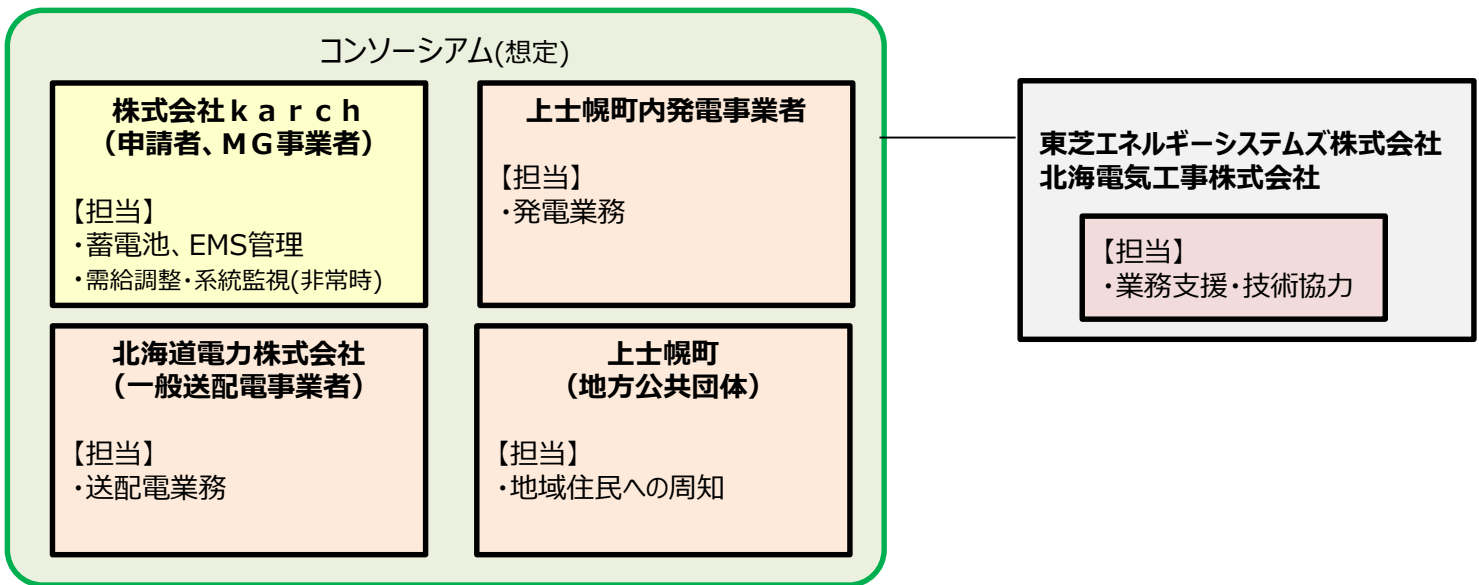 コンソーシアム(想定)
株式会社ｋａｒｃｈ
（申請者、ＭＧ事業者）
【担当】
・蓄電池、EMS管理
・需給調整・系統監視(非常時)
上士幌町内発電事業者
【担当】
・発電業務
北海道電力株式会社
（一般送配電事業者）
【担当】
・送配電業務
上士幌町
（地方公共団体）
【担当】
・地域住民への周知
東芝エネルギーシステムズ株式会社
北海電気工事株式会社
【担当】
・業務支援・技術協力